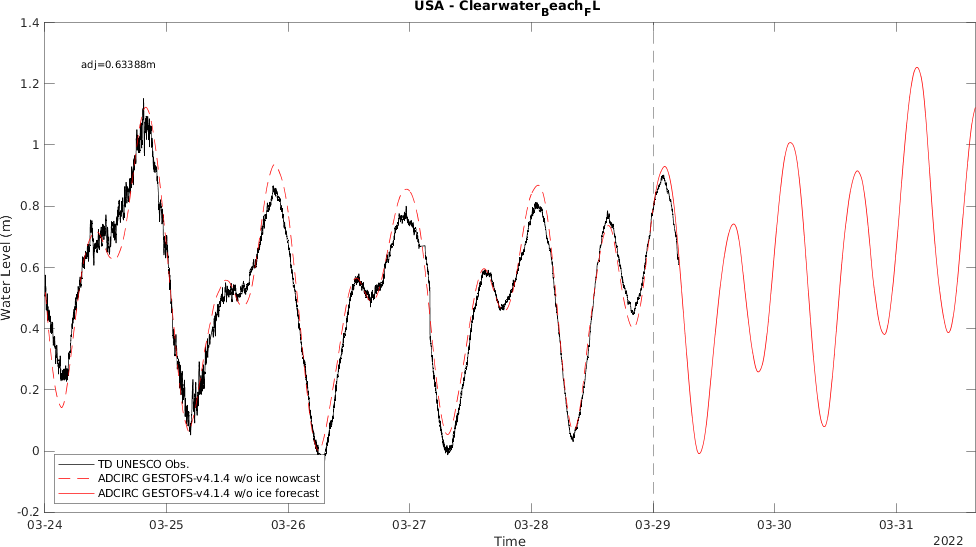 USA - Clearwater_Beach_FL
adj=0.63388m
Water Level (m)
1.4
1.2
1
0.8
0.6
0.4
0.2
0
-0.2
TD UNESCO Obs.
ADCIRC GESTOFS-v4.1.4 w/o ice nowcast
ADCIRC GESTOFS-v4.1.4 w/o ice forecast
03-24 03-25 03-26 03-27 03-28 03-29 03-30 03-31
Time
2022